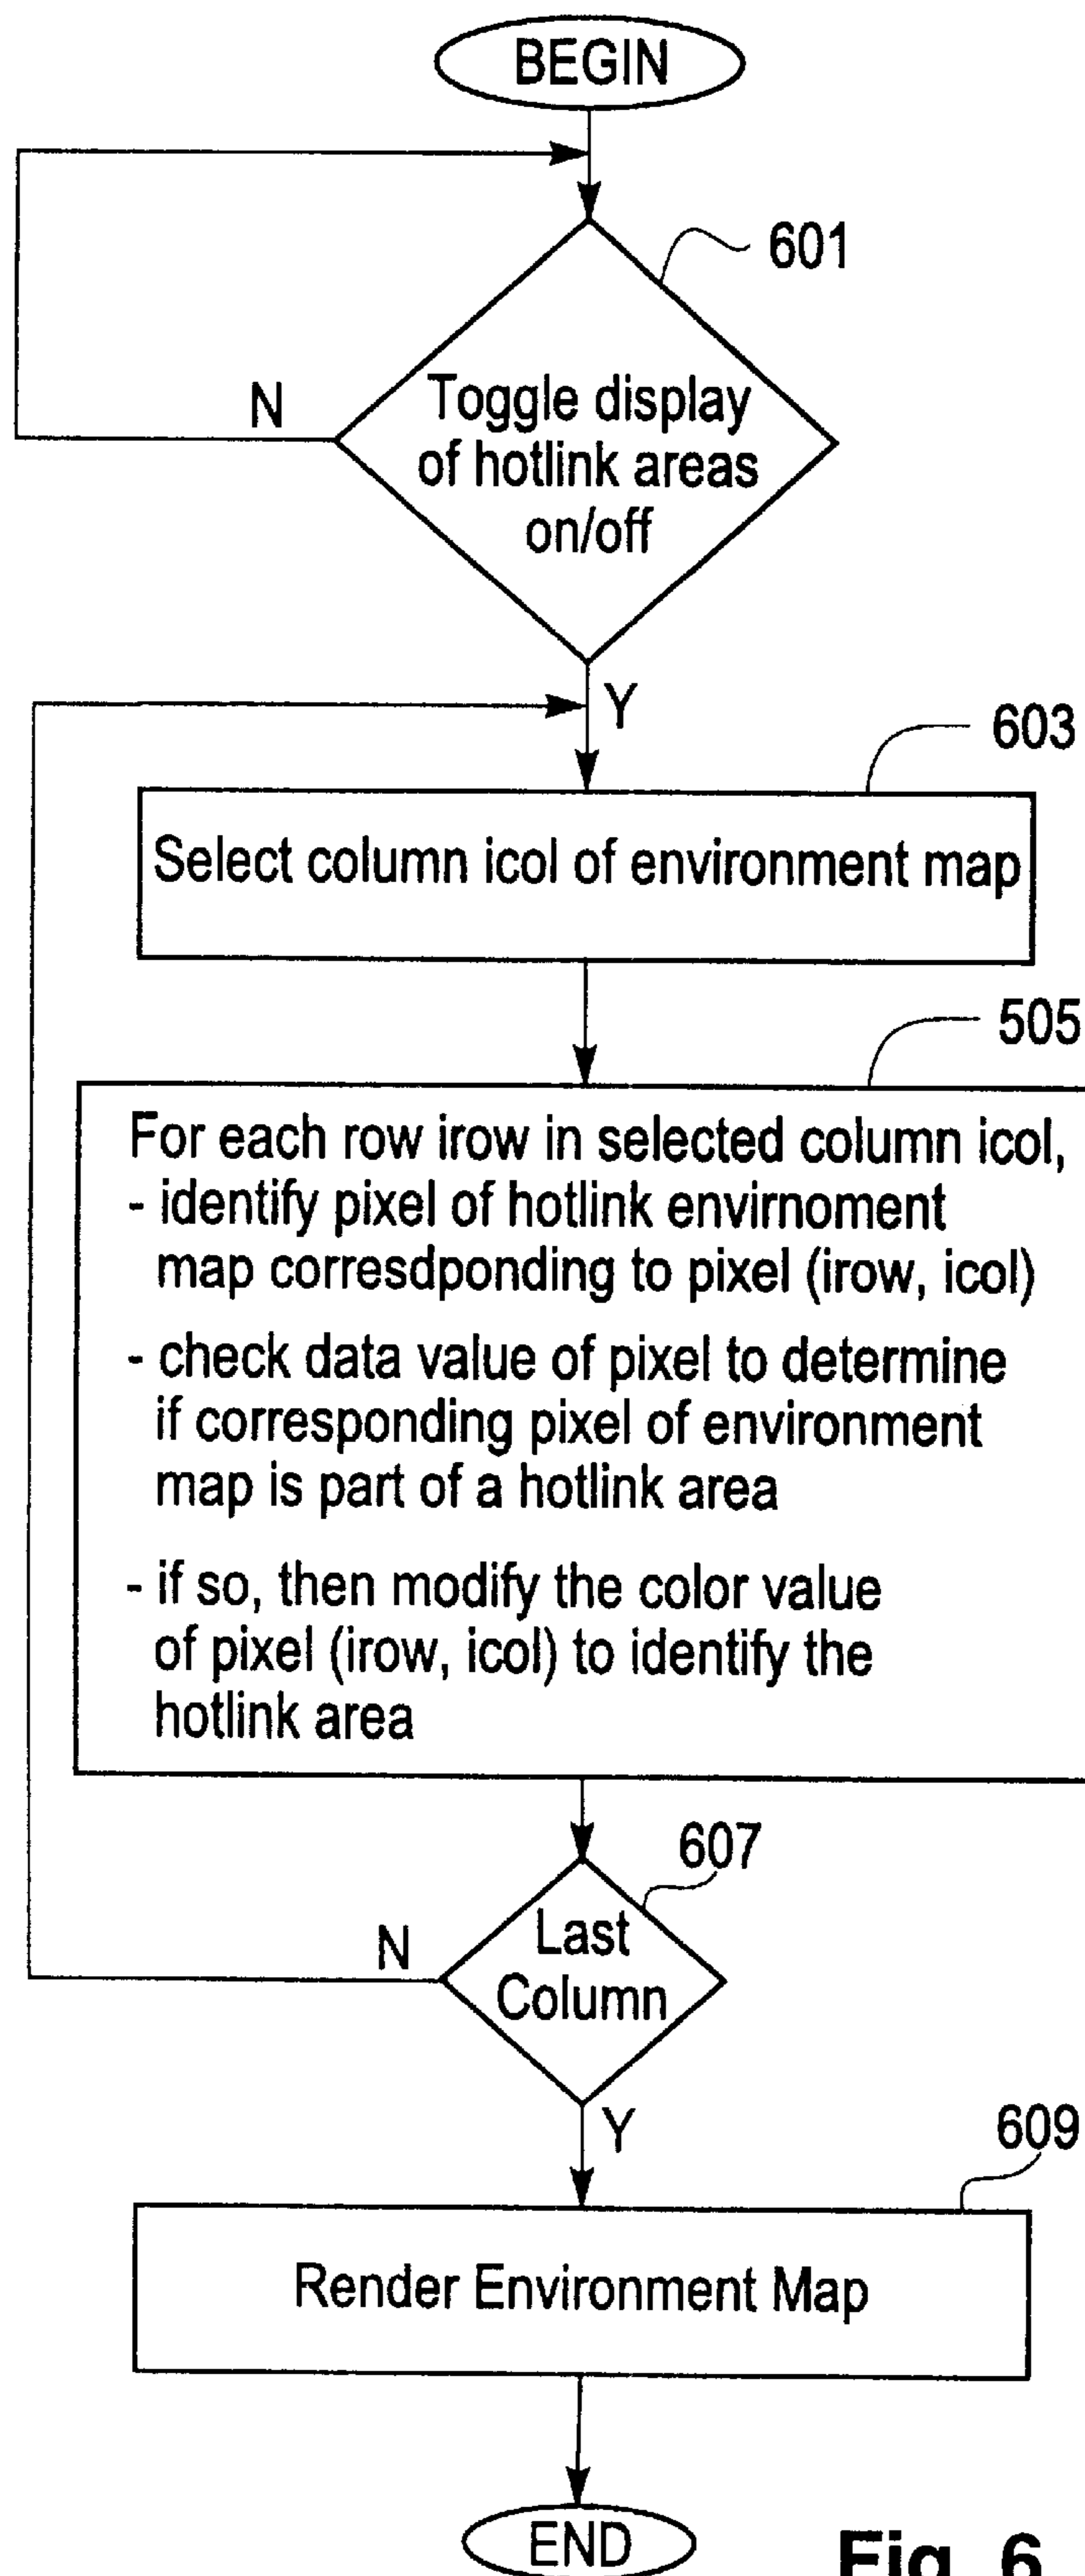 BEGIN
601
Toggle display
of hotlink areas
on/off
N
Y
603
Select column icol of environment map
505
For each row irow in selected column icol,
- identify pixel of hotlink envirnoment
map corresdponding to pixel (irow, icol)
- check data value of pixel to determine
if corresponding pixel of environment
map is part of a hotlink area
- if so, then modify the color value
of pixel (irow, icol) to identify the
hotlink area
607
Last
Column
N
Y
609
Render Environment Map
END
Fig. 6